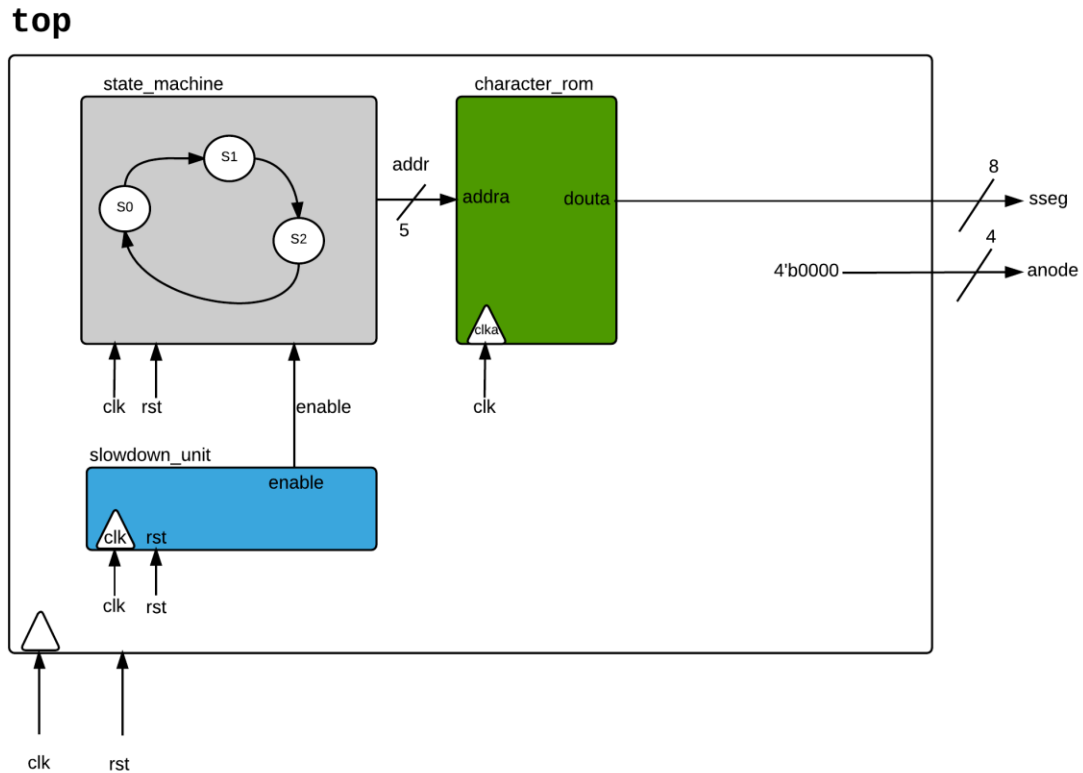 top
state_machine
character_rom
S1
S0
S2
addr
5
addra
douta
8
sseg
4
4'b0000
anode
clka
clk
rst
enable
clk
slowdown_unit
enable
clk
rst
clk
rst
clk
rst